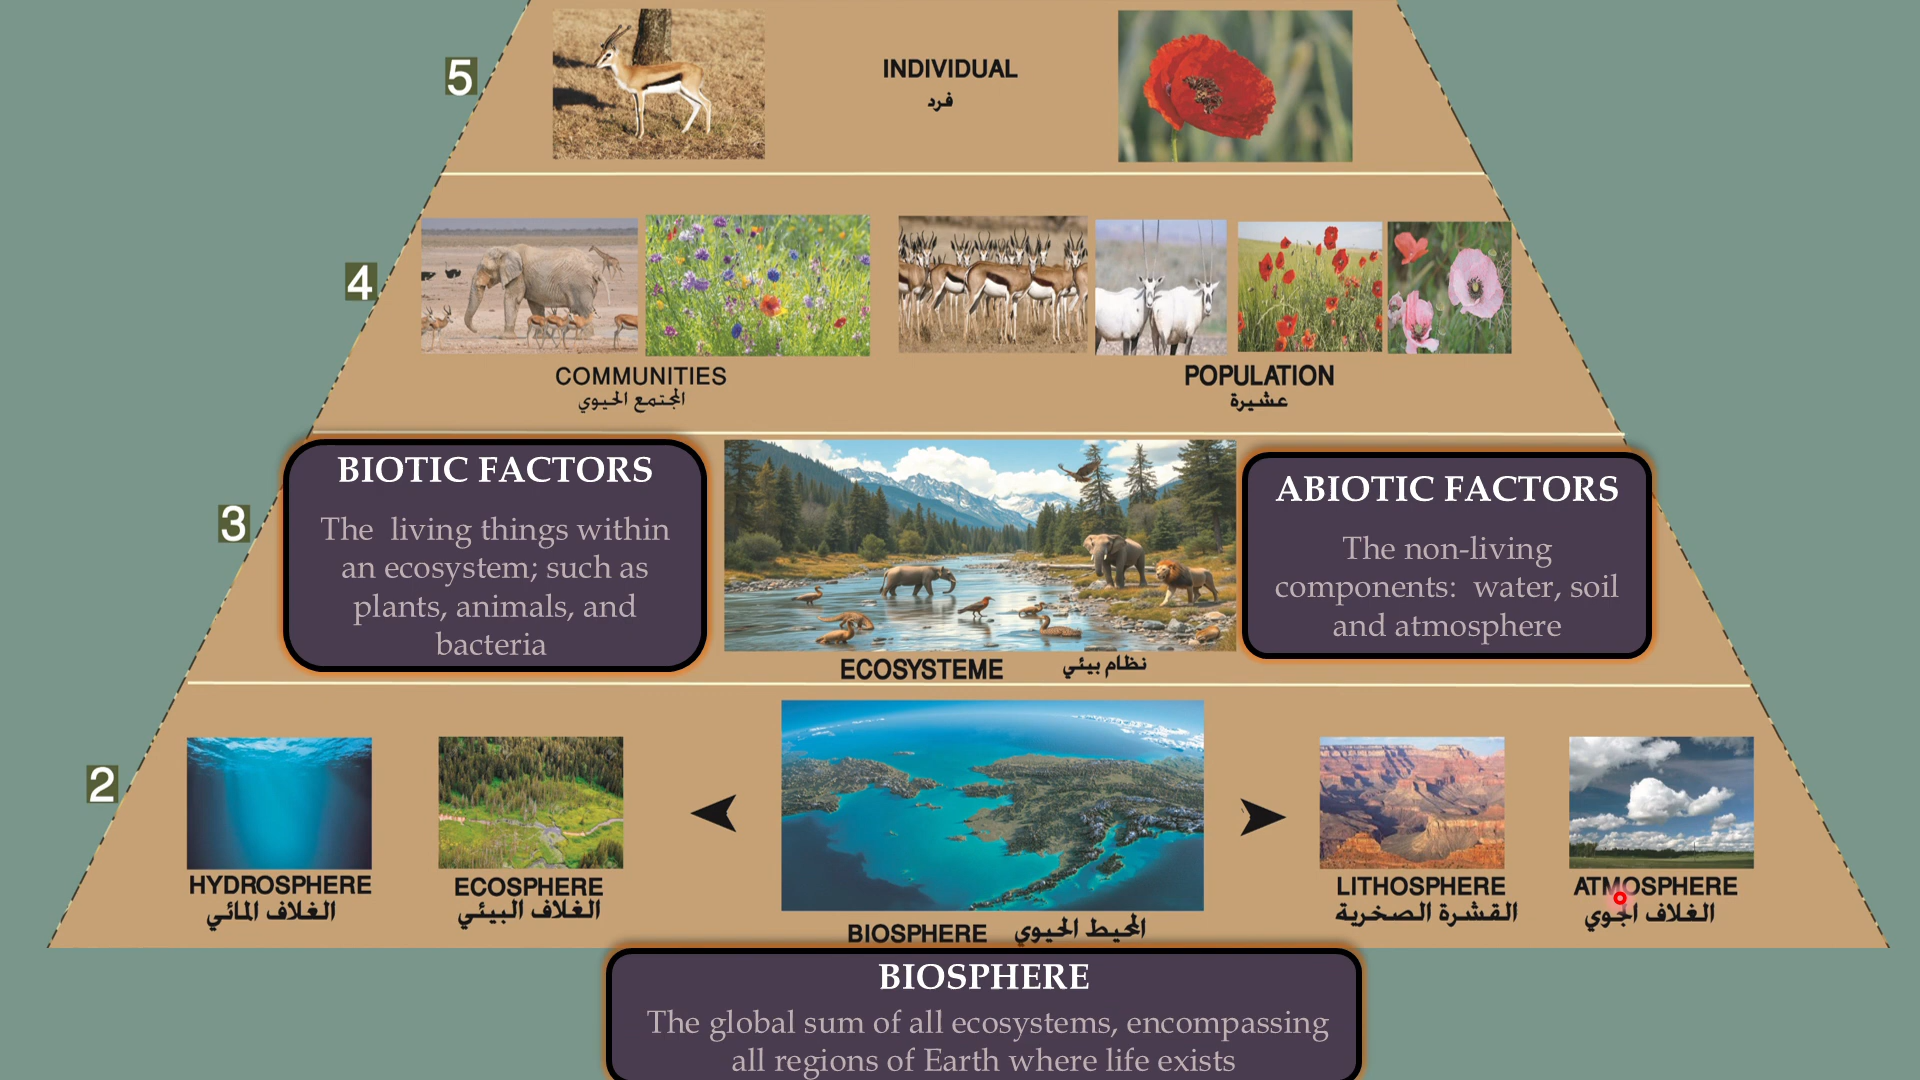 5
INDIVIDUAL
فرد
4
COMMUNITIES
المجتمع الحيوي
POPULATION
عشيرة
BIOTIC FACTORS
The living things within
an ecosystem; such as
plants, animals, and
bacteria
3
ECOSYSTEME نظام بيئي
ABIOTIC FACTORS
The non-living
components: water, soil
and atmosphere
2
HYDROSPHERE
الغلاف المائي
ECOSPHERE
الغلاف البيئي
BIOSPHERE المحيط الحيوي
LITHOSPHERE
القشرة الصخرية
ATMOSPHERE
الغلاف الجوي
BIOSPHERE
The global sum of all ecosystems, encompassing
all regions of Earth where life exists